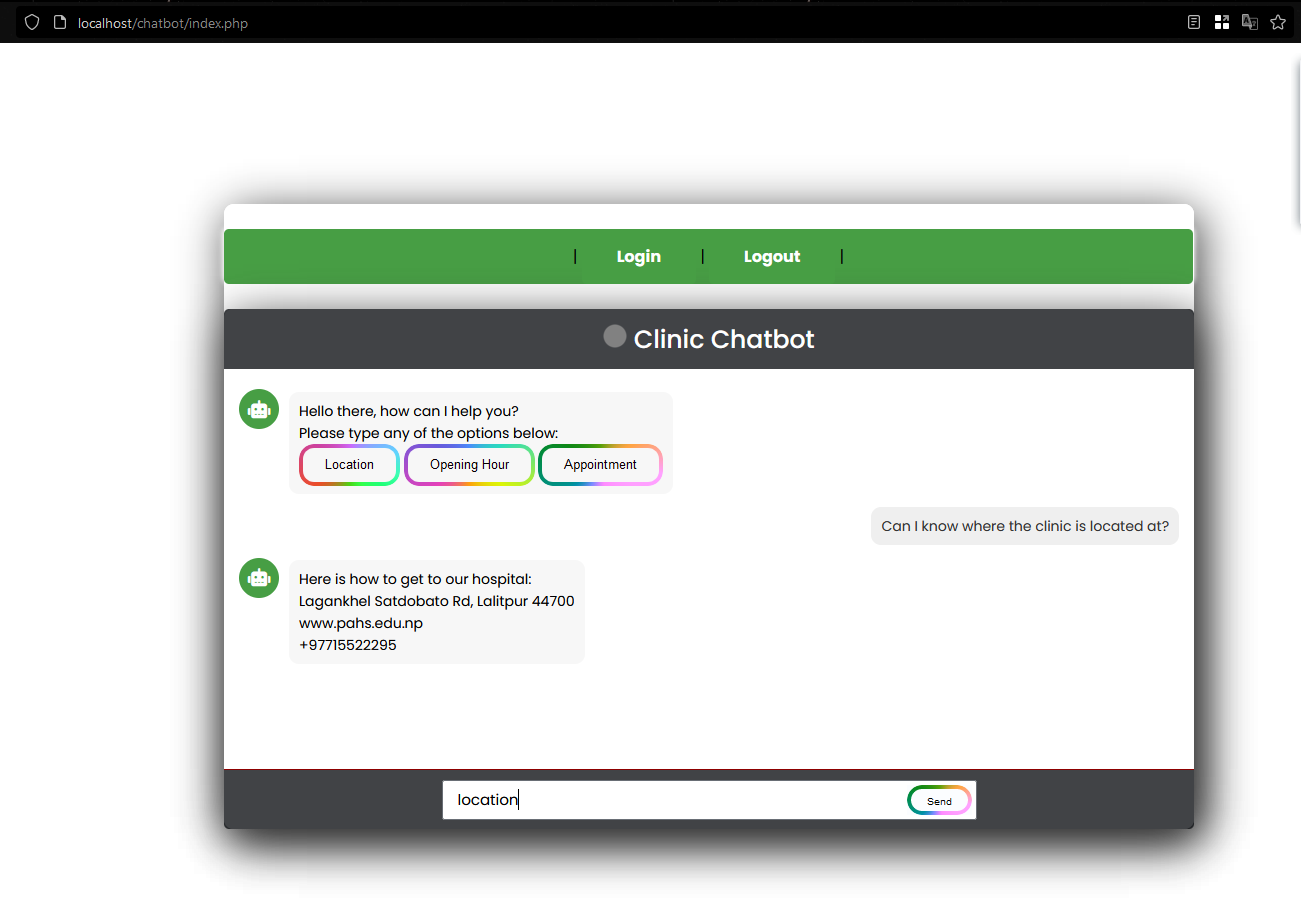 localhost/chatbot/index.php
| Login | Logout |
Clinic Chatbot
Hello there, how can I help you?
Please type any of the options below:
Location Opening Hour Appointment
Can I know where the clinic is located at?
Here is how to get to our hospital:
Lagankhel Satdobato Rd, Lalitpur 44700
www.pahs.edu.np
+97715522295
location Send